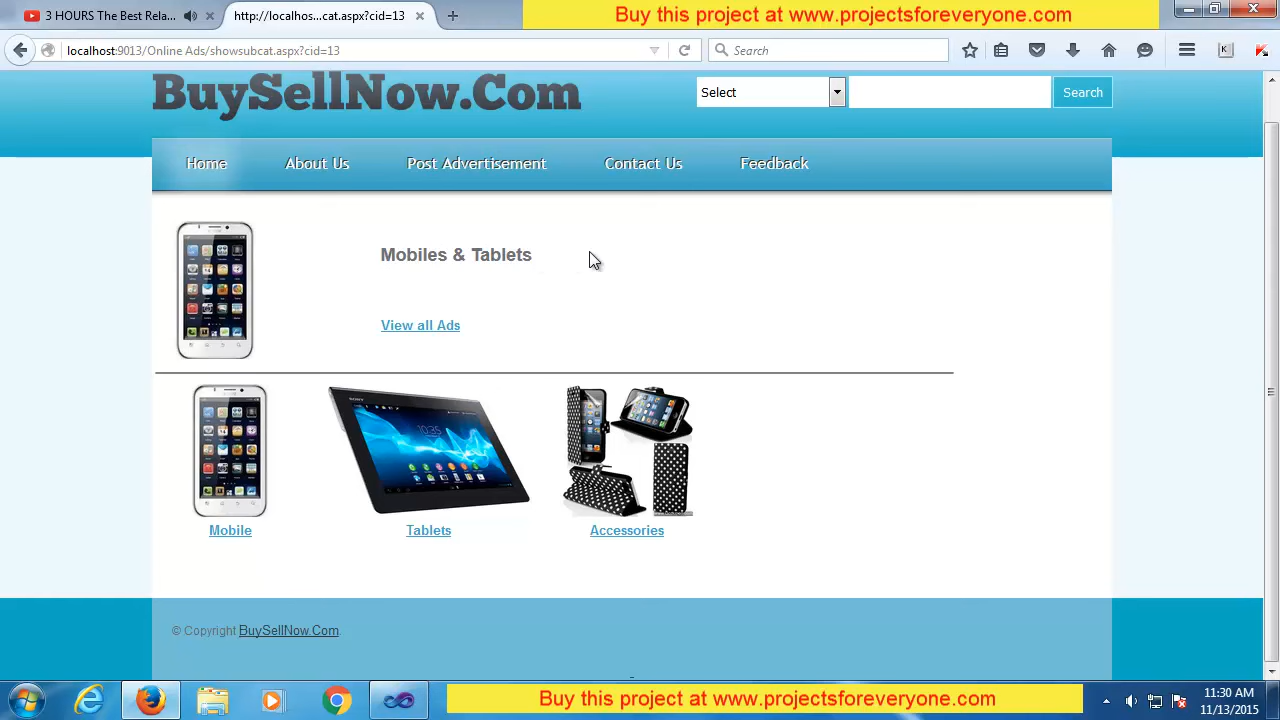 3 HOURS The Best Rela...
http://localhos...cat.aspx?cid=13
Buy this project at www.projectsforeveryone.com
localhost:9013/Online Ads/showsubcat.aspx?cid=13
Search
BuySellNow.Com
Select
Search
Home
About Us
Post Advertisement
Contact Us
Feedback
Mobiles & Tablets
View all Ads
SONY
Mobile
Tablets
Accessories
© Copyright BuySellNow.Com.
Buy this project at www.projectsforeveryone.com
11:30 AM
11/13/2015